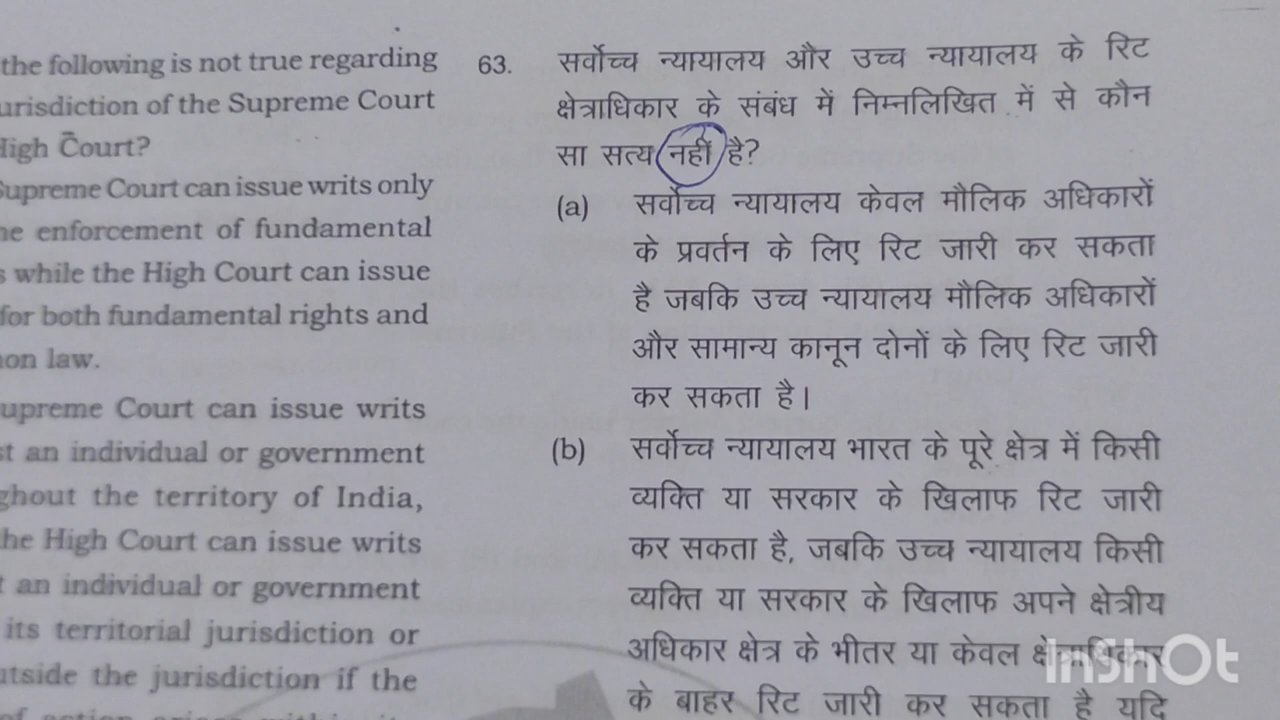 the following is not true regarding
urisdiction of the Supreme Court
High Court?
Supreme Court can issue writs only
he enforcement of fundamental
s while the High Court can issue
for both fundamental rights and
on law.
upreme Court can issue writs
st an individual or government
ghout the territory of India,
he High Court can issue writs
t an individual or government
its territorial jurisdiction or
utside the jurisdiction if the
63. सर्वोच्च न्यायालय और उच्च न्यायालय के रिट
क्षेत्राधिकार के संबंध में निम्नलिखित में से कौन
सा सत्य नहीं है?
(a) सर्वोच्च न्यायालय केवल मौलिक अधिकारों
के प्रवर्तन के लिए रिट जारी कर सकता
है जबकि उच्च न्यायालय मौलिक अधिकारों
और सामान्य कानून दोनों के लिए रिट जारी
कर सकता है।
(b) सर्वोच्च न्यायालय भारत के पूरे क्षेत्र में किसी
व्यक्ति या सरकार के खिलाफ रिट जारी
कर सकता है, जबकि उच्च न्यायालय किसी
व्यक्ति या सरकार के खिलाफ अपने क्षेत्रीय
अधिकार क्षेत्र के भीतर या केवल क्षेत्राधिकार
के बाहर रिट जारी कर सकता है यदि
InShOt